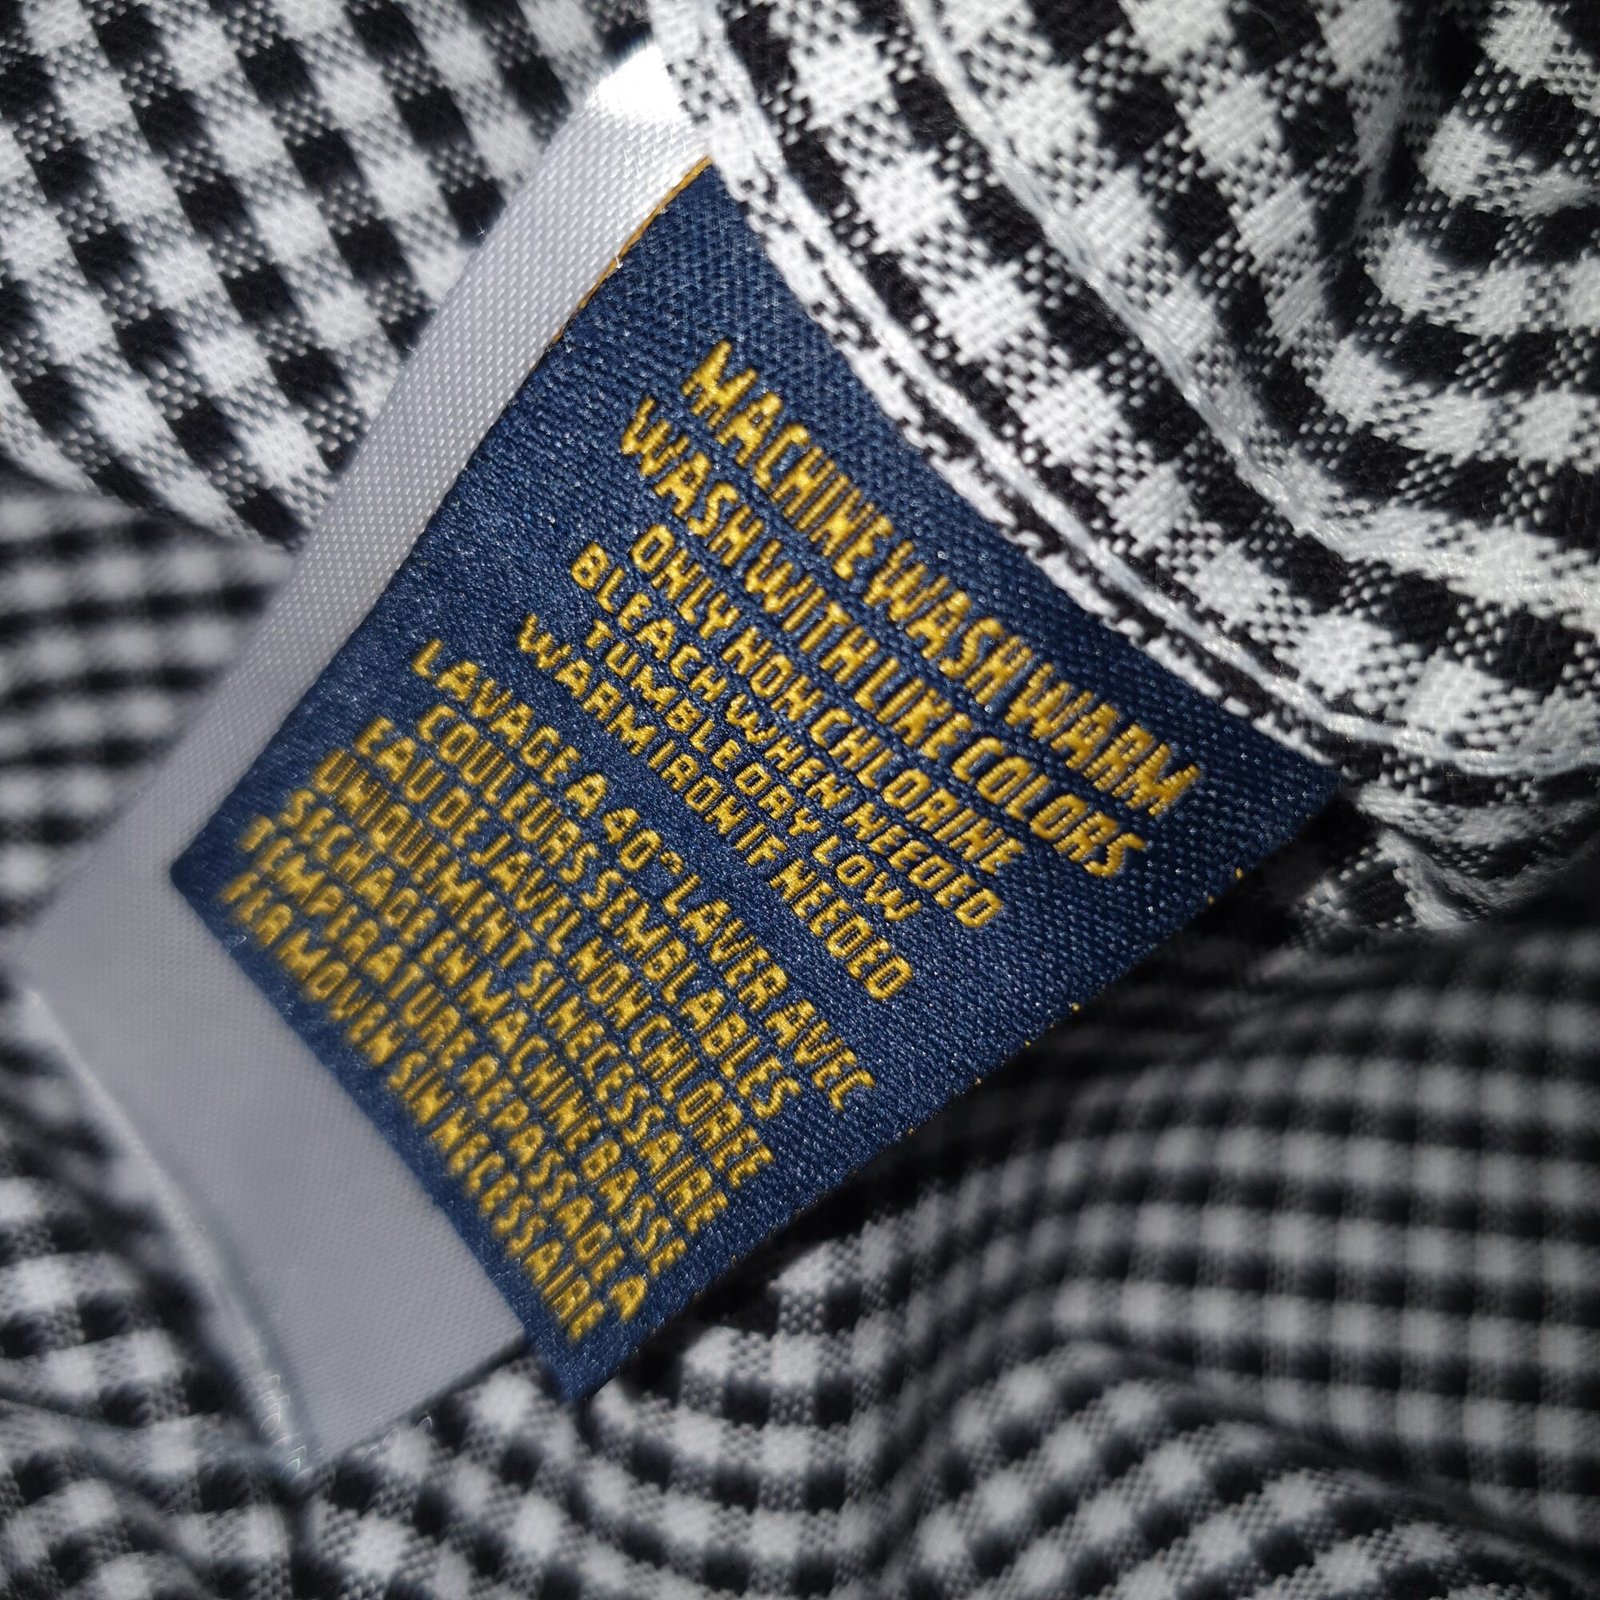 MACHINE WASH WARM
WASH WITH LIKE COLORS
ONLY NON CHLORINE
BLEACH WHEN NEEDED
TUMBLE DRY LOW
WARM IRON IF NEEDED
LAVAGE A 40° LAVER AVEC
COULEURS SEMBLABLES
EAU DE JAVEL NON CHLOREE
UNIQUEMENT SI NECESSAIRE
SECHAGE EN MACHINE BASSE
TEMPERATURE REPASSAGE A
FER MOYEN SI NECESSAIRE